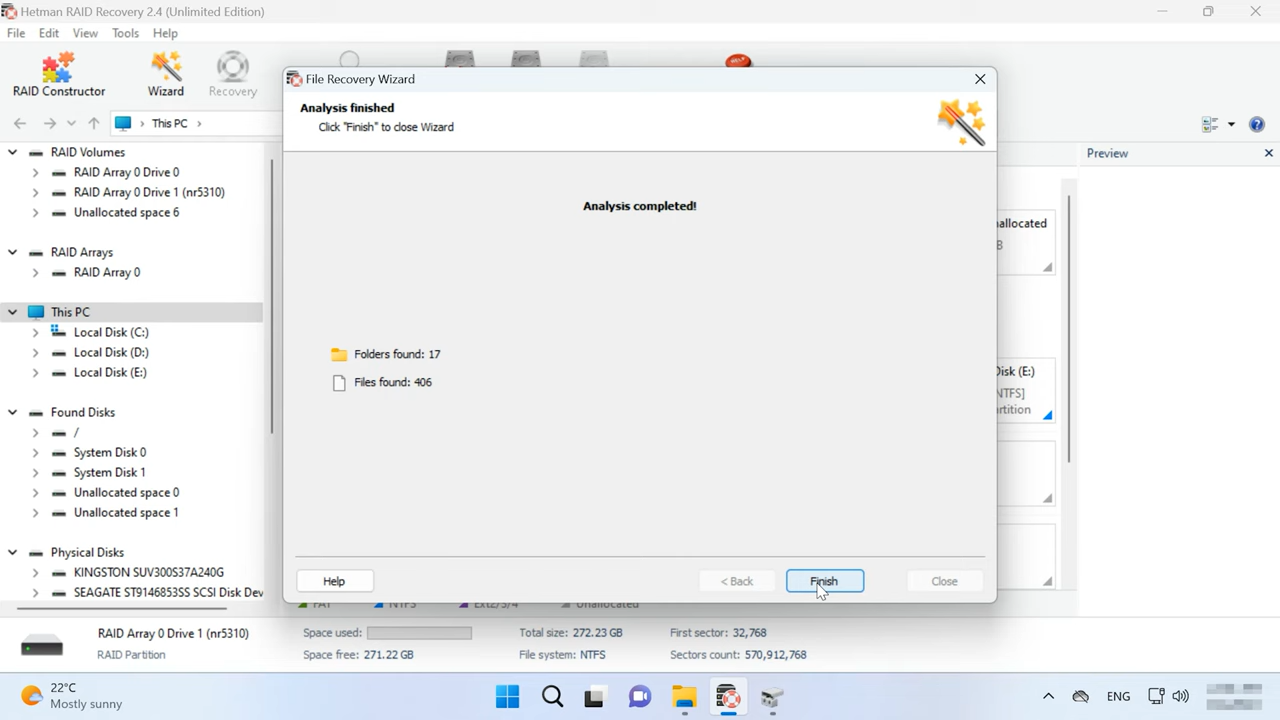 Hetman RAID Recovery 2.4 (Unlimited Edition)
File Edit View Tools Help
RAID Constructor Wizard Recovery
This PC
File Recovery Wizard
Analysis finished
Click "Finish" to close Wizard
Analysis completed!
Folders found: 17
Files found: 406
Help < Back Finish Close
RAID Volumes
RAID Array 0 Drive 0
RAID Array 0 Drive 1 (nr5310)
Unallocated space 6
RAID Arrays
RAID Array 0
This PC
Local Disk (C:)
Local Disk (D:)
Local Disk (E:)
Found Disks
/
System Disk 0
System Disk 1
Unallocated space 0
Unallocated space 1
Physical Disks
KINGSTON SUV300S37A240G
SEAGATE ST9146853SS SCSI Disk Dev
Preview
allocated
B
Disk (E:)
NTFS]
rtition
FAT NTFS Ext2/3/4 Unallocated
RAID Array 0 Drive 1 (nr5310)
RAID Partition
Space used:
Space free: 271.22 GB
Total size: 272.23 GB
File system: NTFS
First sector: 32,768
Sectors count: 570,912,768
22°C
Mostly sunny
ENG